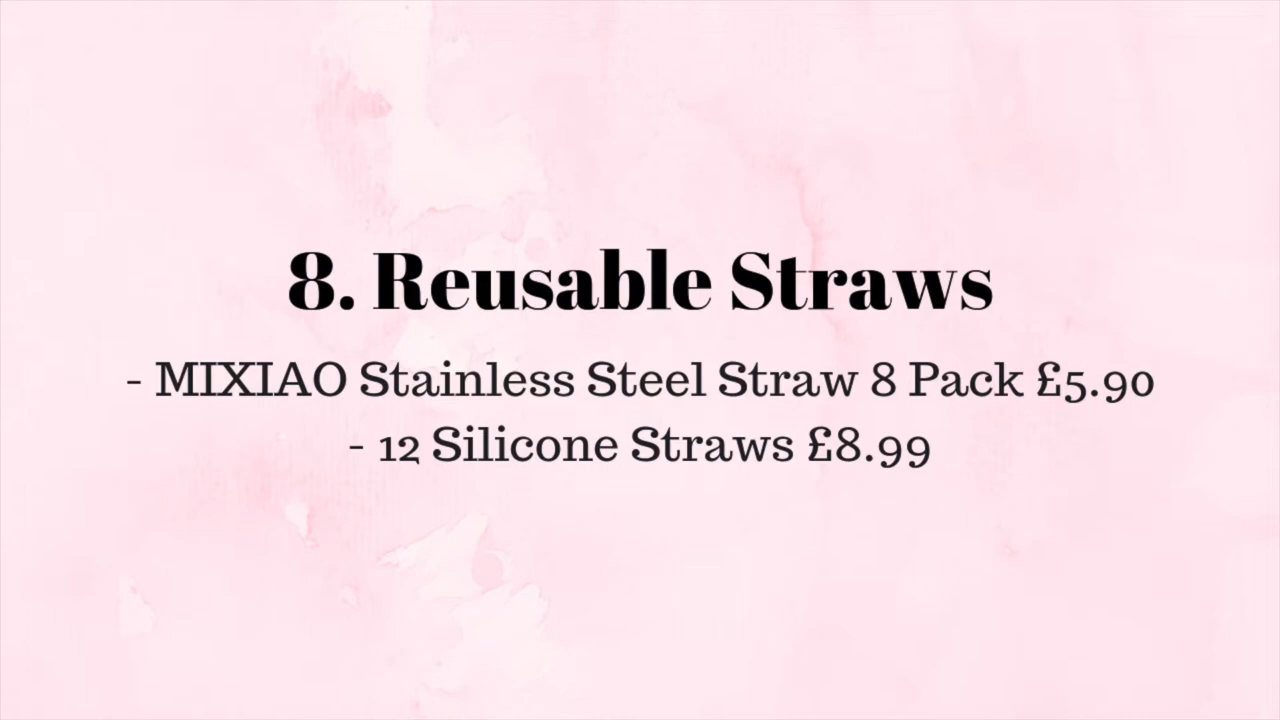 8. Reusable Straws
- MIXIAO Stainless Steel Straw 8 Pack £5.90
- 12 Silicone Straws £8.99